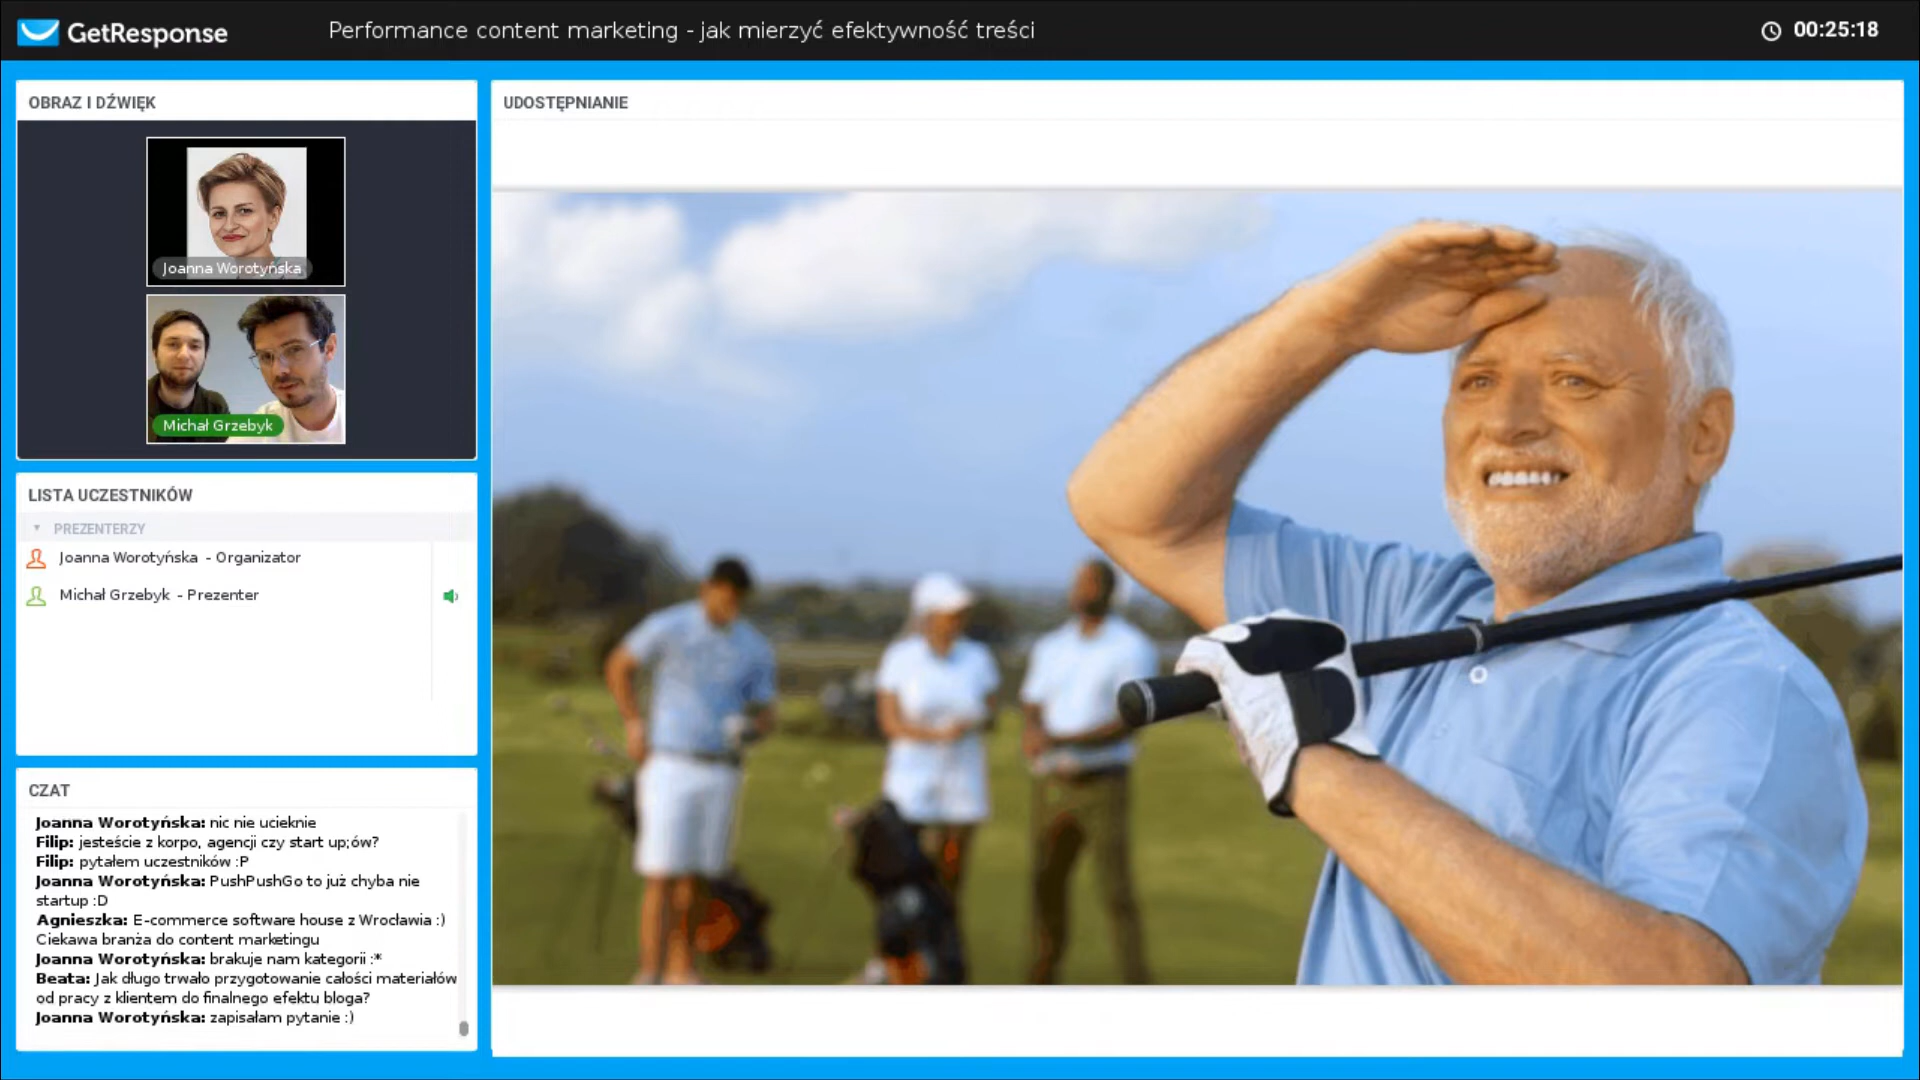 GetResponse
Performance content marketing - jak mierzyć efektywność treści
00:25:18
OBRAZ I DŹWIĘK
Joanna Worotyńska
Michał Grzebyk
LISTA UCZESTNIKÓW
PREZENTERZY
Joanna Worotyńska - Organizator
Michał Grzebyk - Prezenter
CZAT
Joanna Worotyńska: nic nie ucieknie
Filip: jesteście z korpo, agencji czy start up;ów?
Filip: pytałem uczestników :P
Joanna Worotyńska: PushPushGo to już chyba nie
startup :D
Agnieszka: E-commerce software house z Wrocławia :)
Ciekawa branża do content marketingu
Joanna Worotyńska: brakuje nam kategorii :*
Beata: Jak długo trwało przygotowanie całości materiałów
od pracy z klientem do finalnego efektu bloga?
Joanna Worotyńska: zapisałam pytanie :)
UDOSTĘPNIANIE